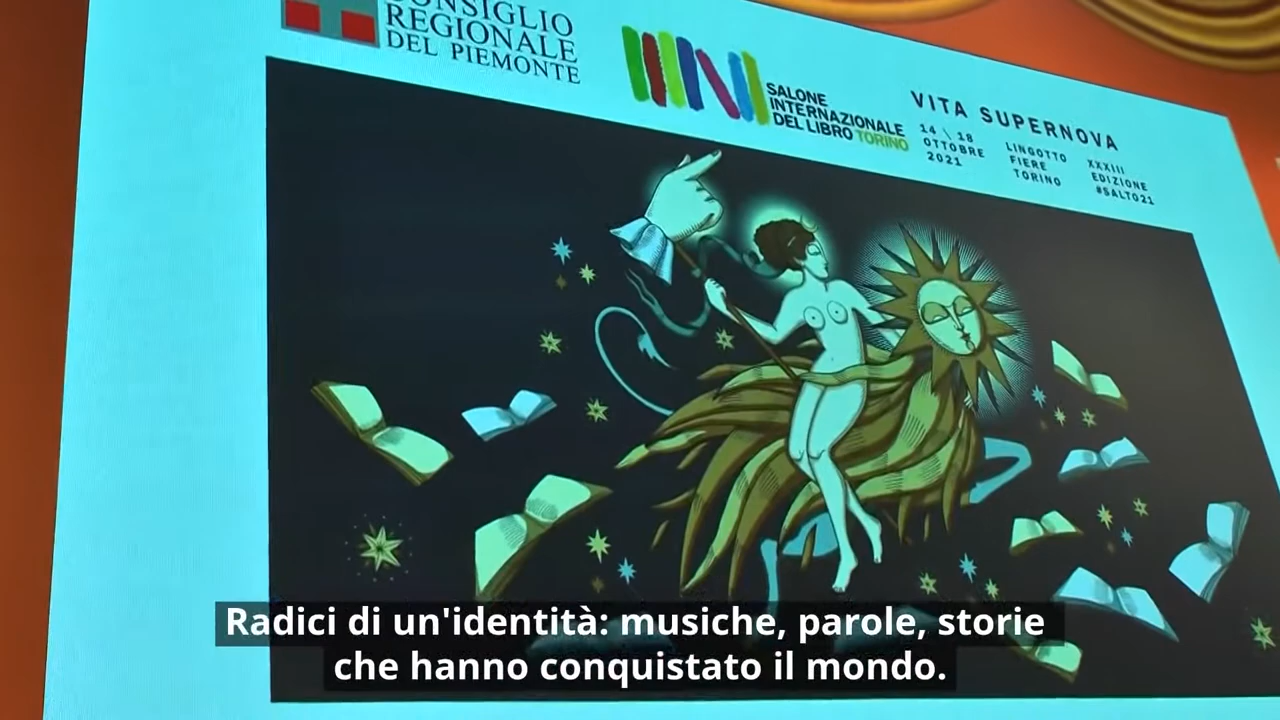 CONSIGLIO
REGIONALE
DEL PIEMONTE
SALONE
INTERNAZIONALE
DEL LIBRO TORINO
VITA SUPERNOVA
14 \ 18
OTTOBRE
2021
LINGOTTO
FIERE
TORINO
XXXIII
EDIZIONE
#SALTO21
Radici di un'identità: musiche, parole, storie
che hanno conquistato il mondo.